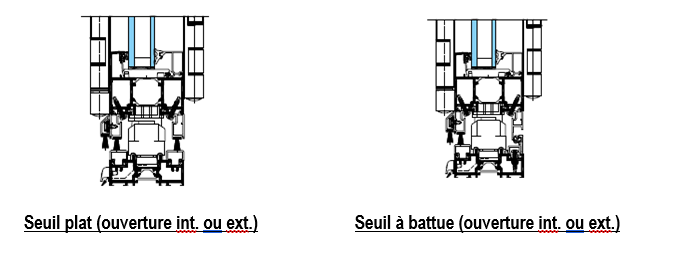 Seuil plat (ouverture int. ou ext.)
Seuil à battue (ouverture int. ou ext.)